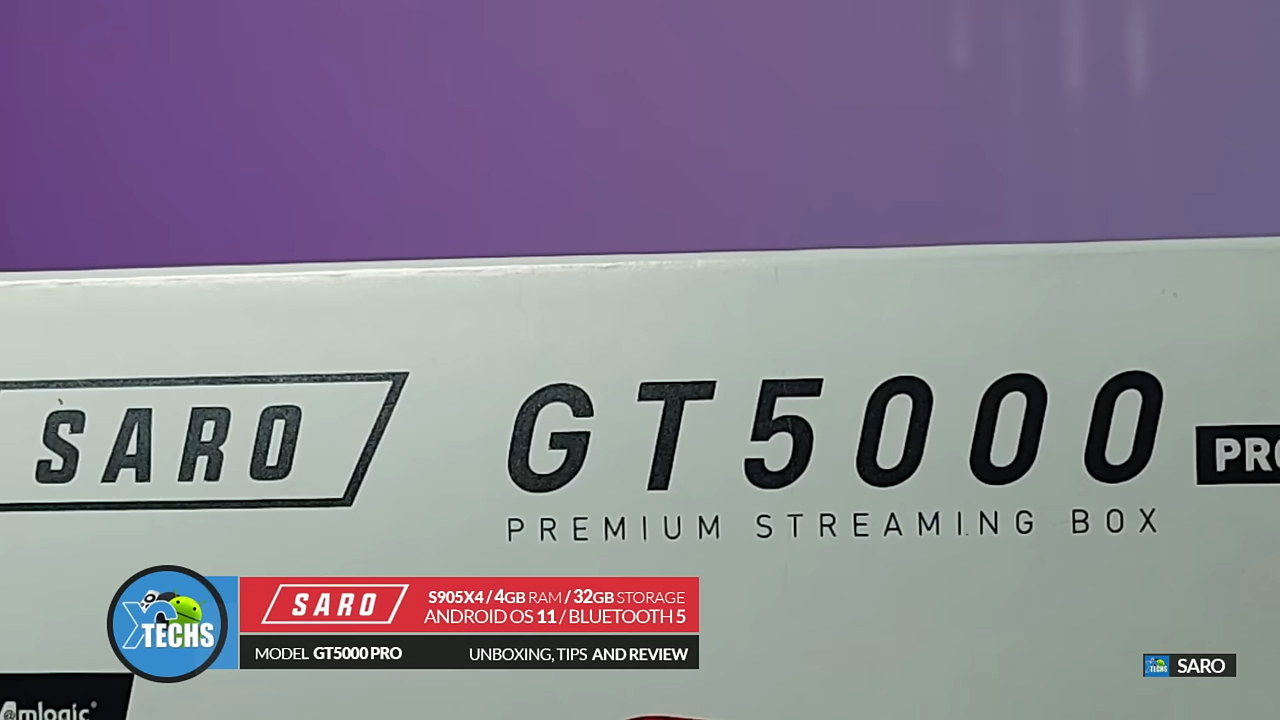 SARO
GT5000 PRO
PREMIUM STREAMING BOX
SARO
S905X4 / 4GB RAM / 32GB STORAGE
ANDROID OS 11 / BLUETOOTH 5
XTECHS
MODEL GT5000 PRO
UNBOXING, TIPS AND REVIEW
SARO
Amlogic